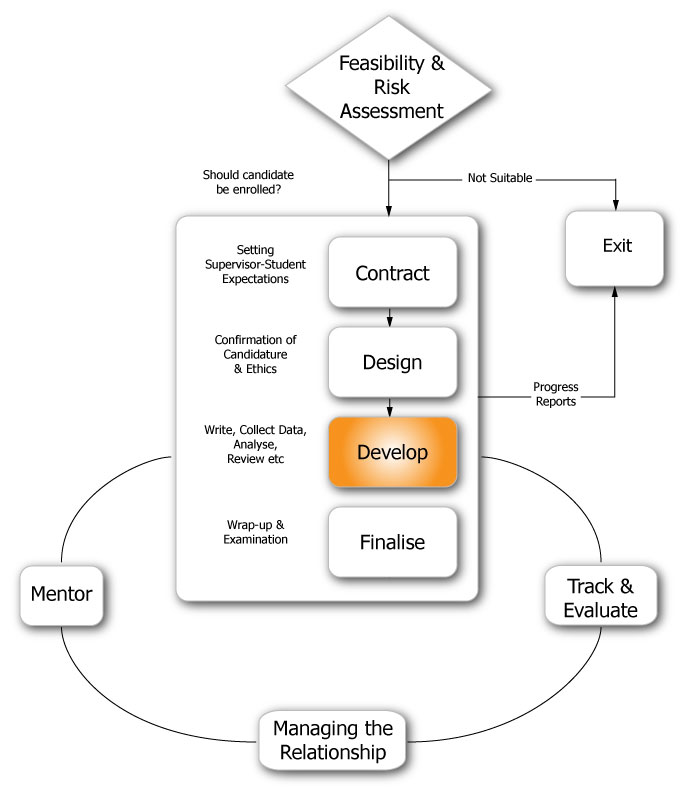 Feasibility &
Risk
Assessment
Should candidate
be enrolled?
Not Suitable
Exit
Setting
Supervisor-Student
Expectations
Contract
Confirmation of
Candidature
& Ethics
Design
Progress
Reports
Write, Collect Data,
Analyse,
Review etc
Develop
Wrap-up &
Examination
Finalise
Mentor
Track &
Evaluate
Managing the
Relationship